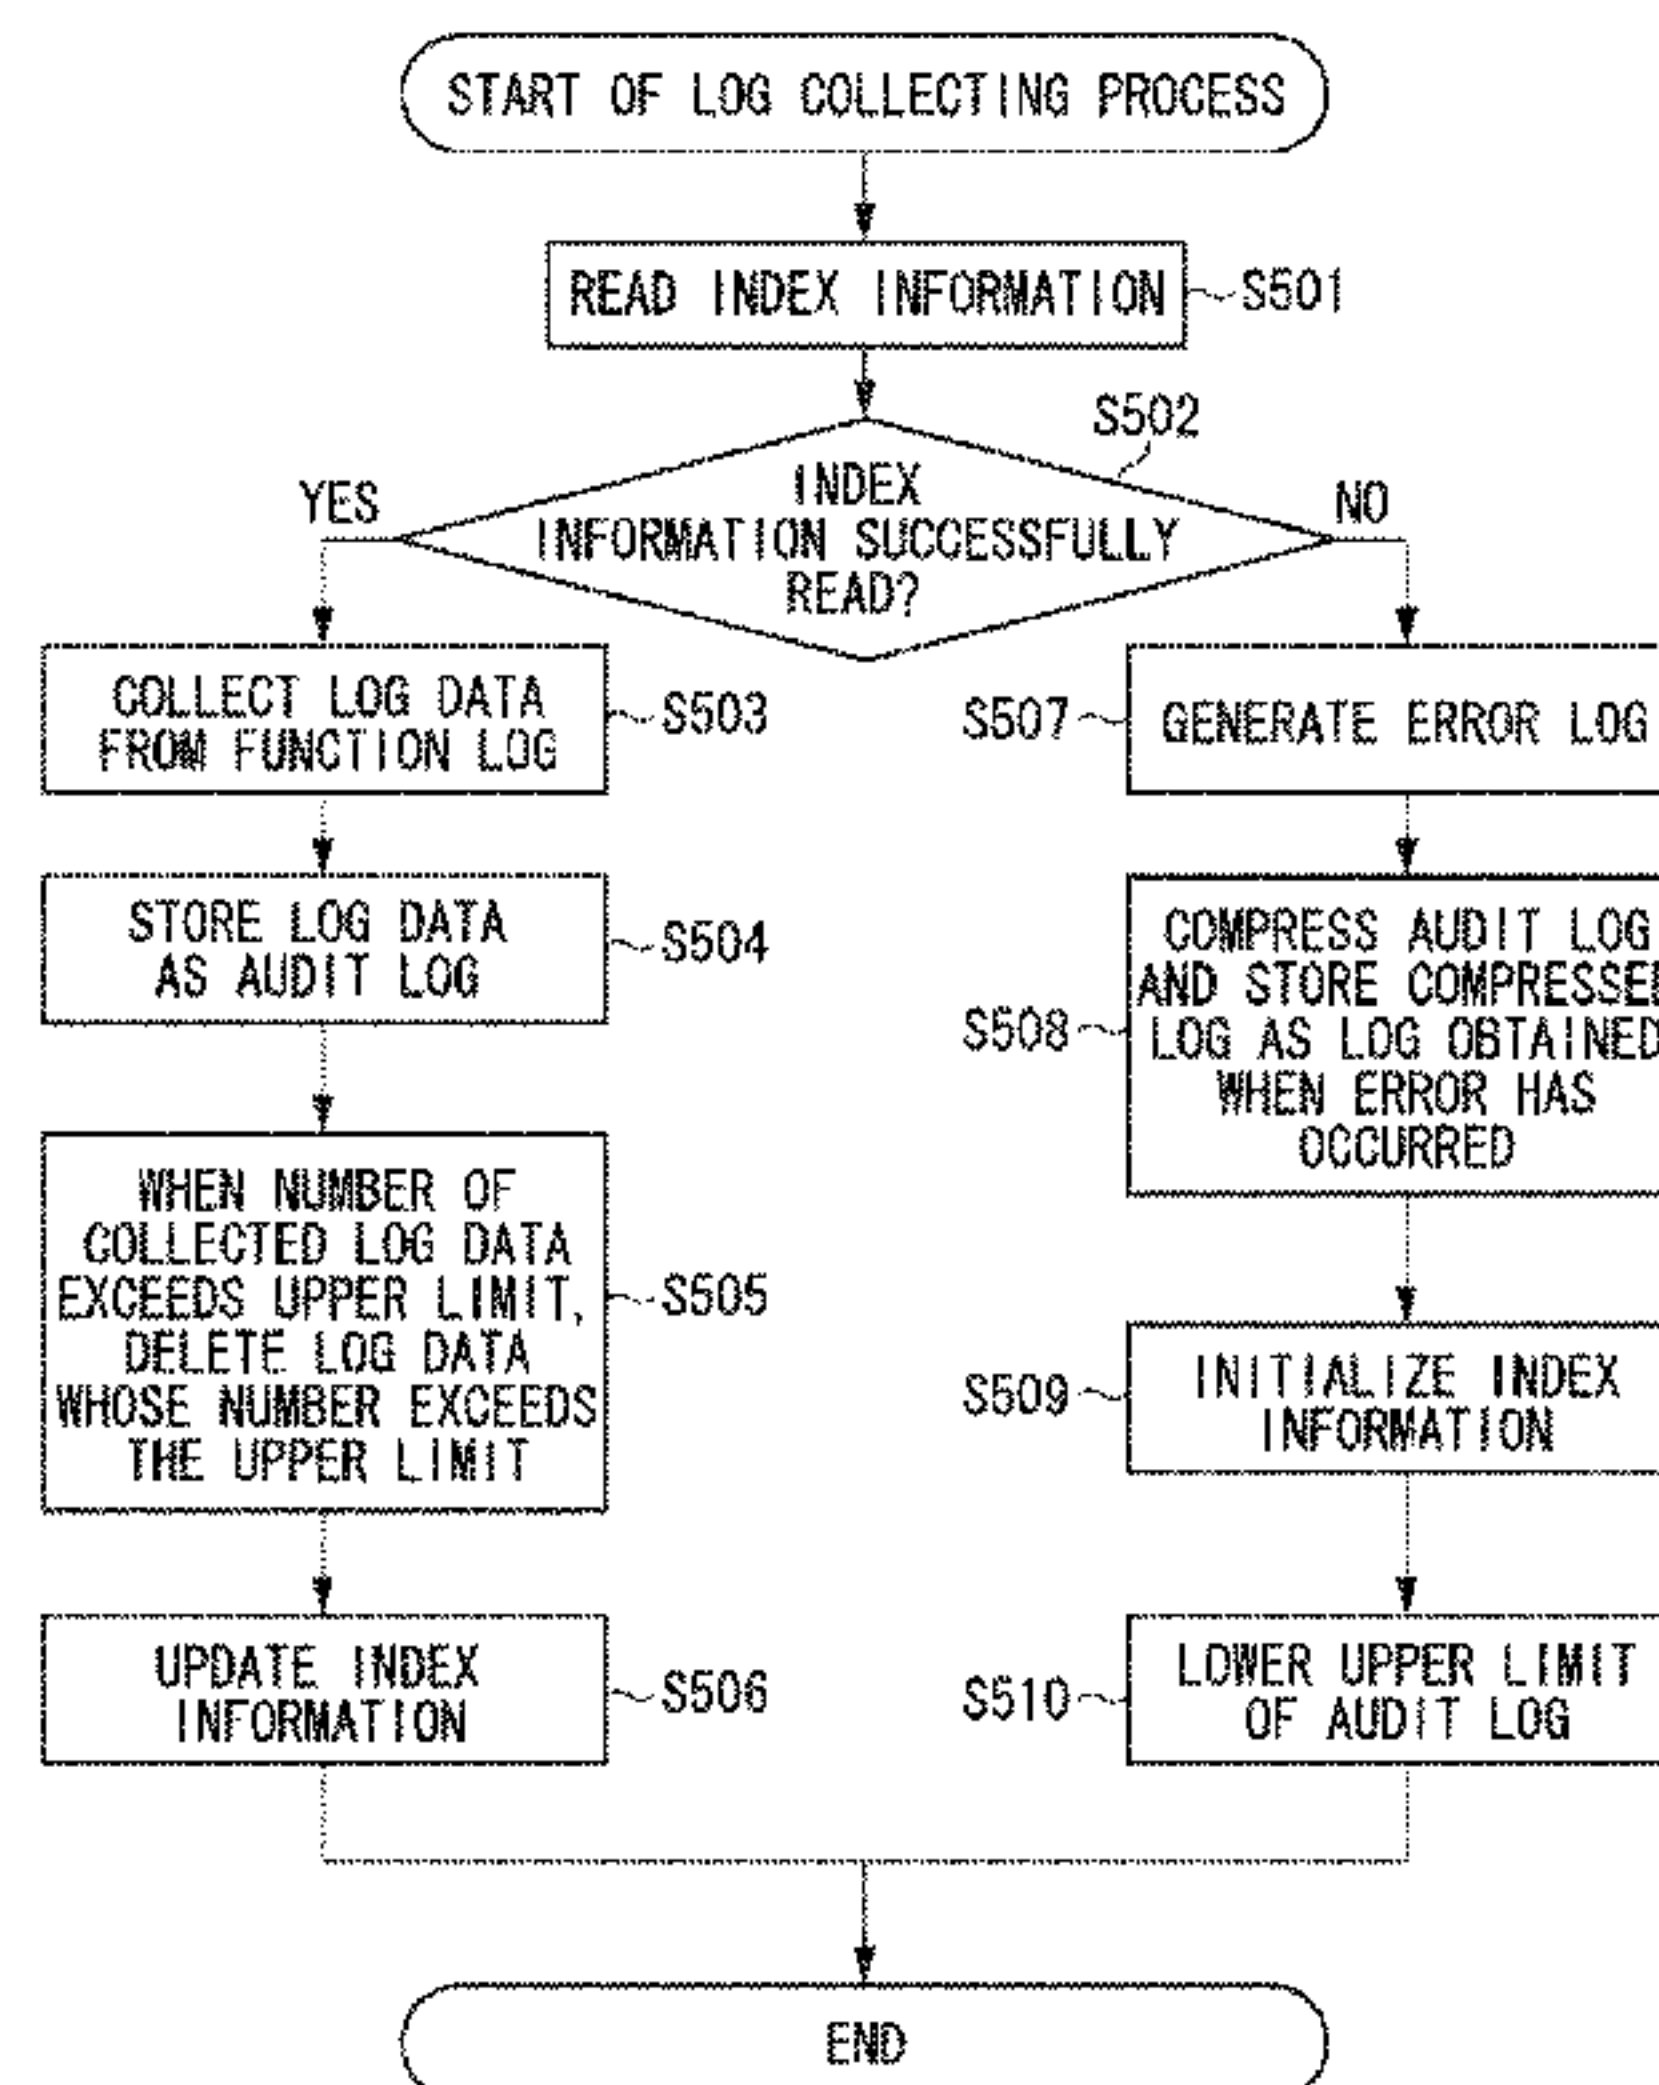 START OF LOG COLLECTING PROCESS
READ INDEX INFORMATION
S501
S502
INDEX
INFORMATION SUCCESSFULLY
READ?
YES
NO
COLLECT LOG DATA
FROM FUNCTION LOG
S503
STORE LOG DATA
AS AUDIT LOG
S504
WHEN NUMBER OF
COLLECTED LOG DATA
EXCEEDS UPPER LIMIT,
DELETE LOG DATA
WHOSE NUMBER EXCEEDS
THE UPPER LIMIT
S505
UPDATE INDEX
INFORMATION
S506
S507
GENERATE ERROR LOG
S508
COMPRESS AUDIT LOG
AND STORE COMPRESSED
LOG AS LOG OBTAINED
WHEN ERROR HAS
OCCURRED
S509
INITIALIZE INDEX
INFORMATION
S510
LOWER UPPER LIMIT
OF AUDIT LOG
END